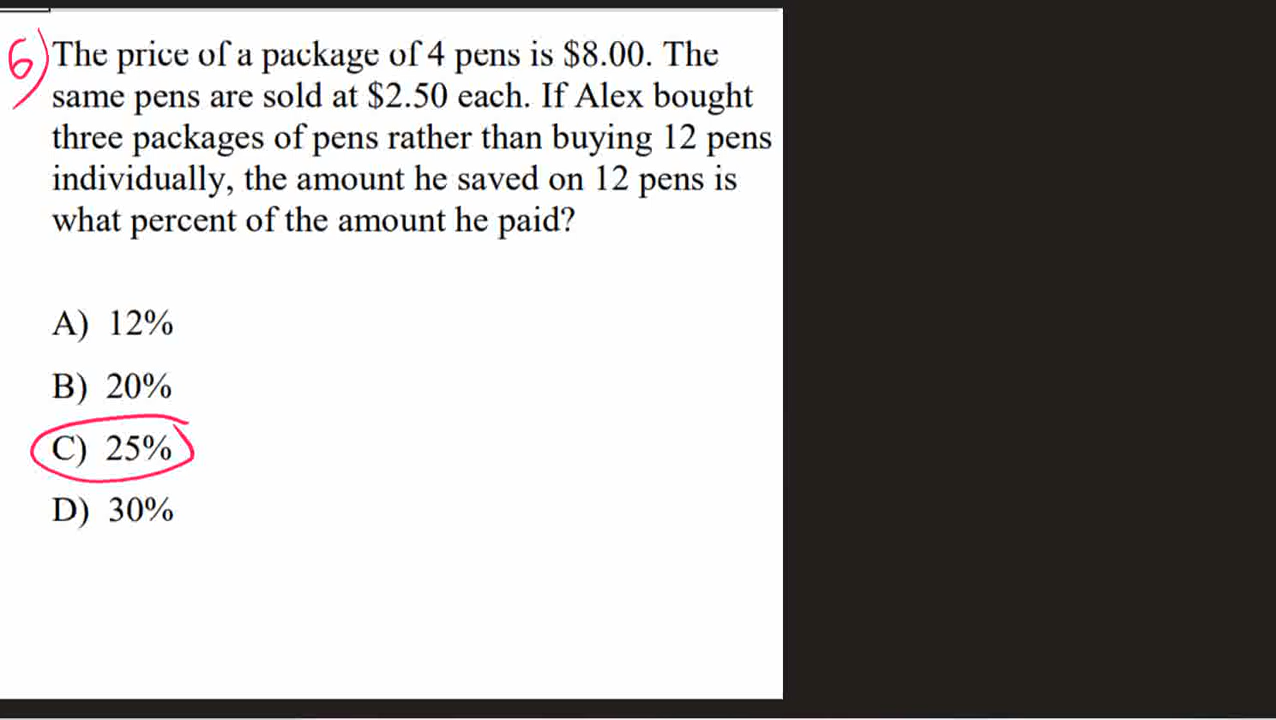 6) The price of a package of 4 pens is $8.00. The
same pens are sold at $2.50 each. If Alex bought
three packages of pens rather than buying 12 pens
individually, the amount he saved on 12 pens is
what percent of the amount he paid?
A) 12%
B) 20%
C) 25%
D) 30%